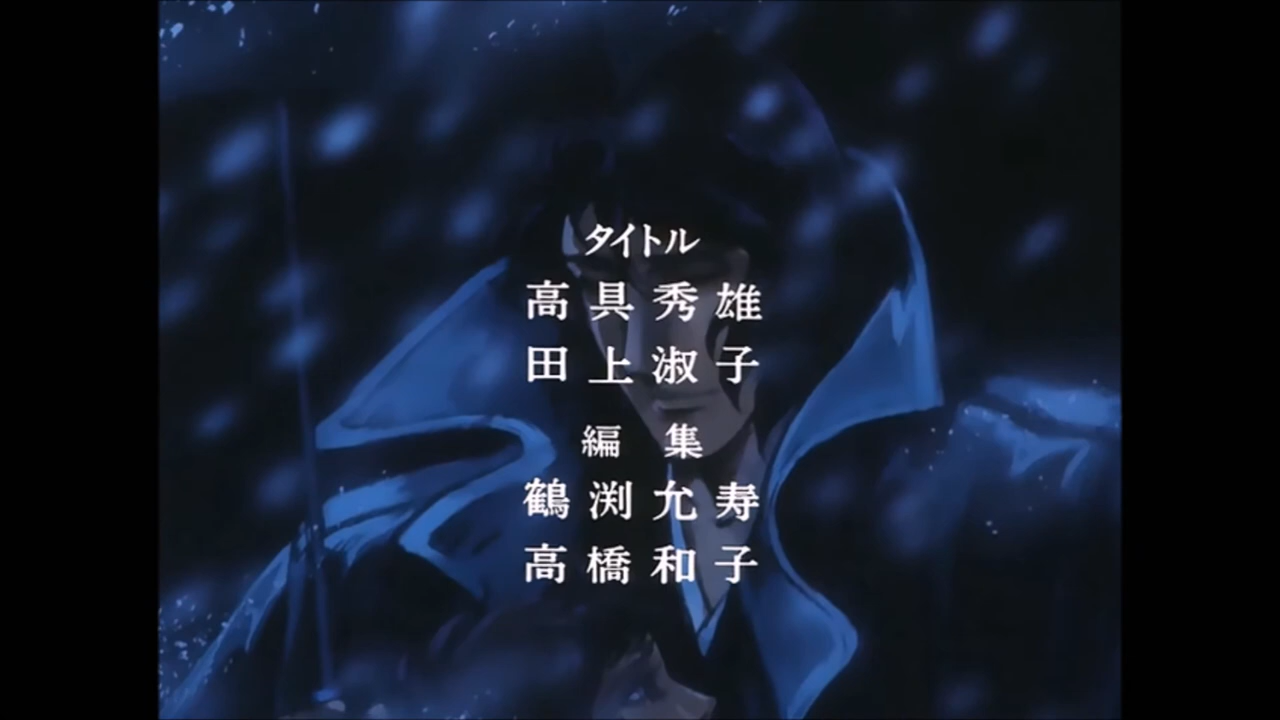 タイトル
高具秀雄
田上淑子
編集
鶴渕允寿
高橋和子